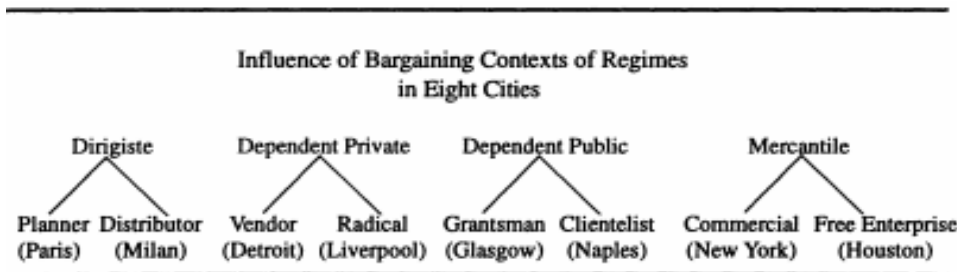 Influence of Bargaining Contexts of Regimes
in Eight Cities
Dirigiste Dependent Private Dependent Public Mercantile
Planner Distributor Vendor Radical Grantsman Clientelist Commercial Free Enterprise
(Paris) (Milan) (Detroit) (Liverpool) (Glasgow) (Naples) (New York) (Houston)